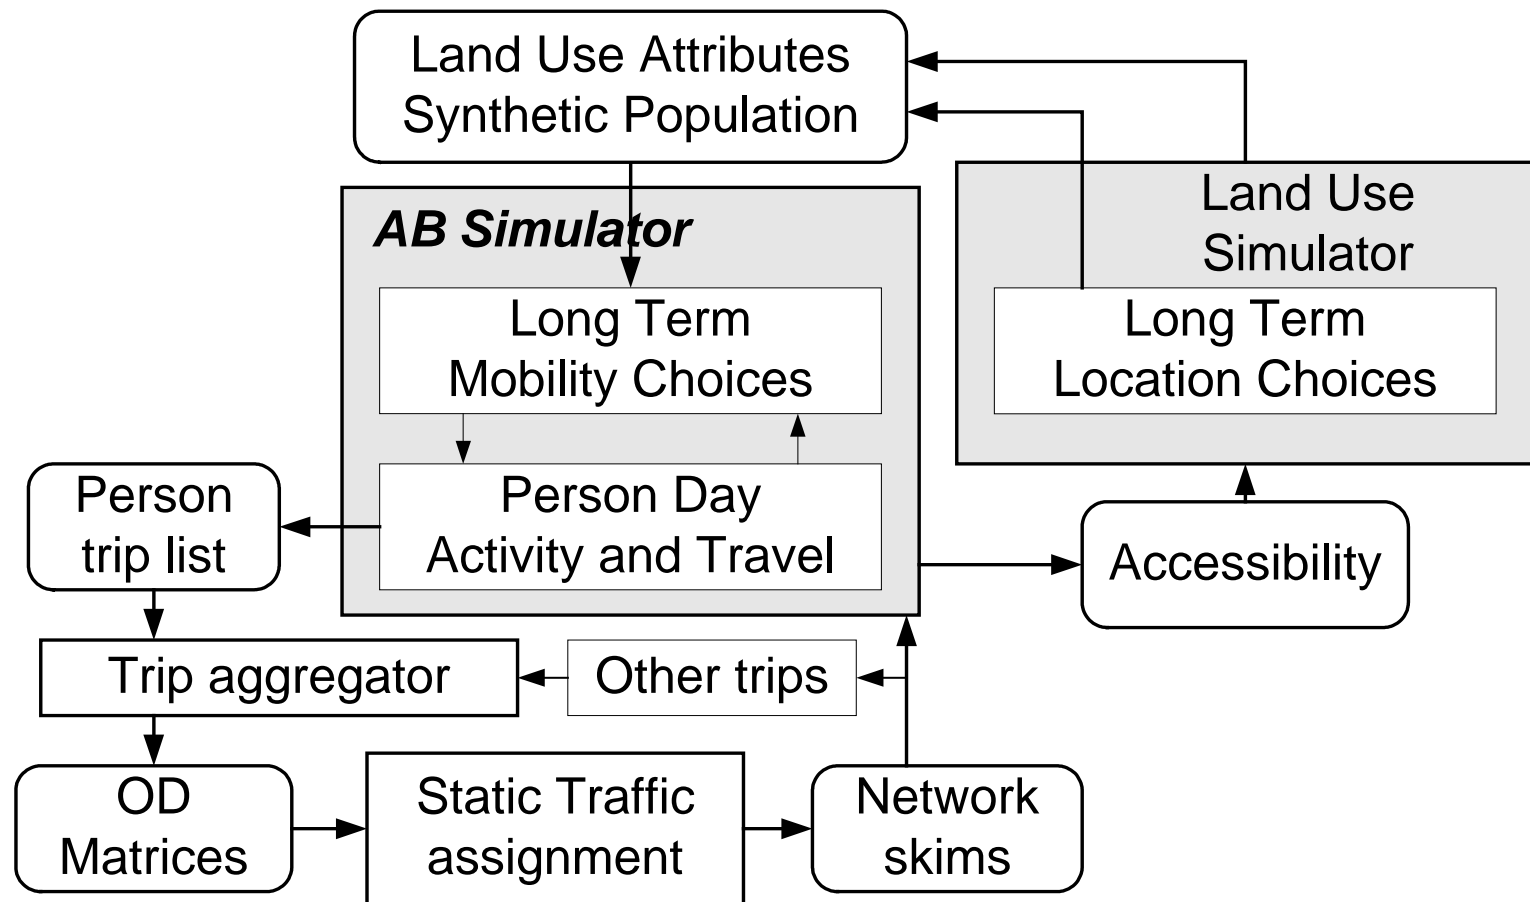 Land Use Attributes
Synthetic Population
AB Simulator
Land Use
Simulator
Long Term
Mobility Choices
Long Term
Location Choices
Person
trip list
Person Day
Activity and Travel
Accessibility
Trip aggregator
Other trips
OD
Matrices
Static Traffic
assignment
Network
skims